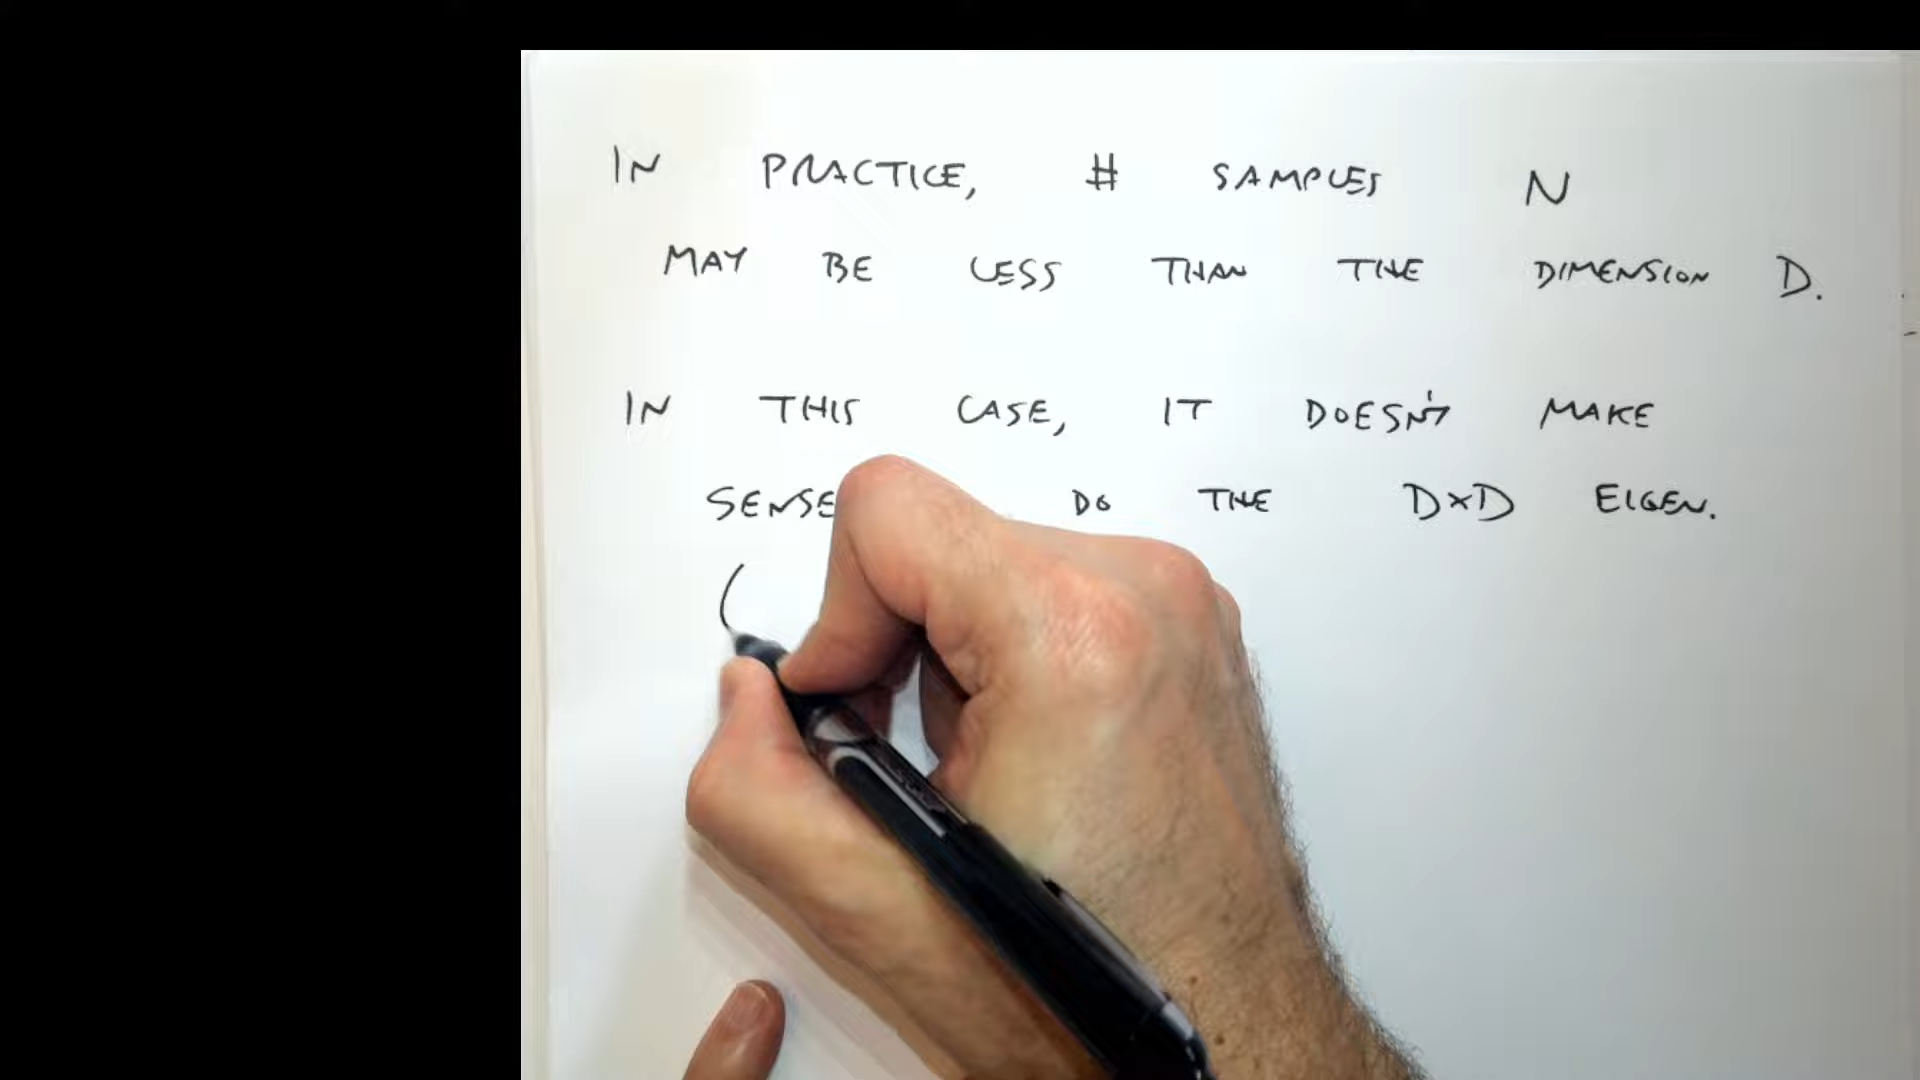 IN PRACTICE, # SAMPLES N
MAY BE LESS THAN THE DIMENSION D.
IN THIS CASE, IT DOESN'T MAKE
SENSE DO THE DXD EIGEN.
(